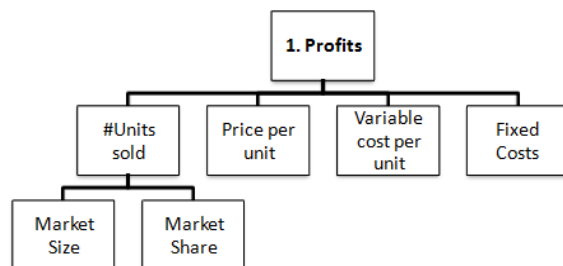 1. Profits
#Units
sold
Price per
unit
Variable
cost per
unit
Fixed
Costs
Market
Size
Market
Share